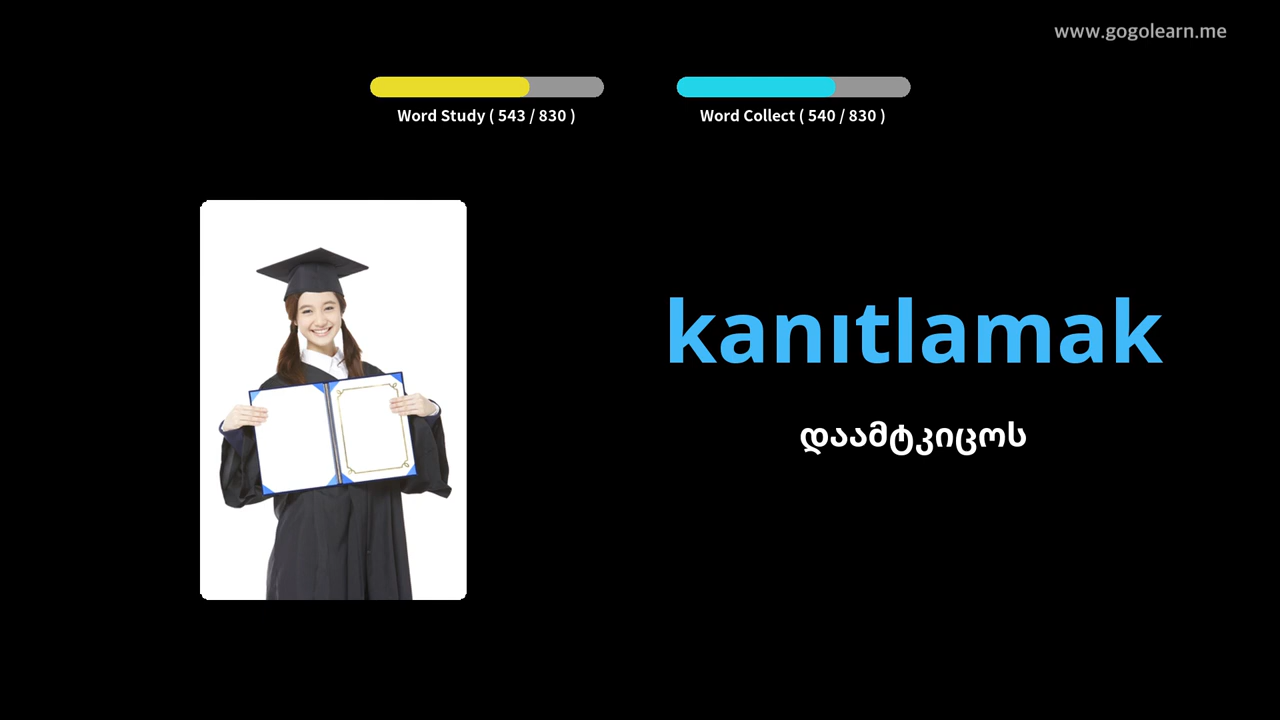 www.gogolearn.me
Word Study ( 543 / 830 )
Word Collect ( 540 / 830 )
kanıtlamak
დაამტკიცოს